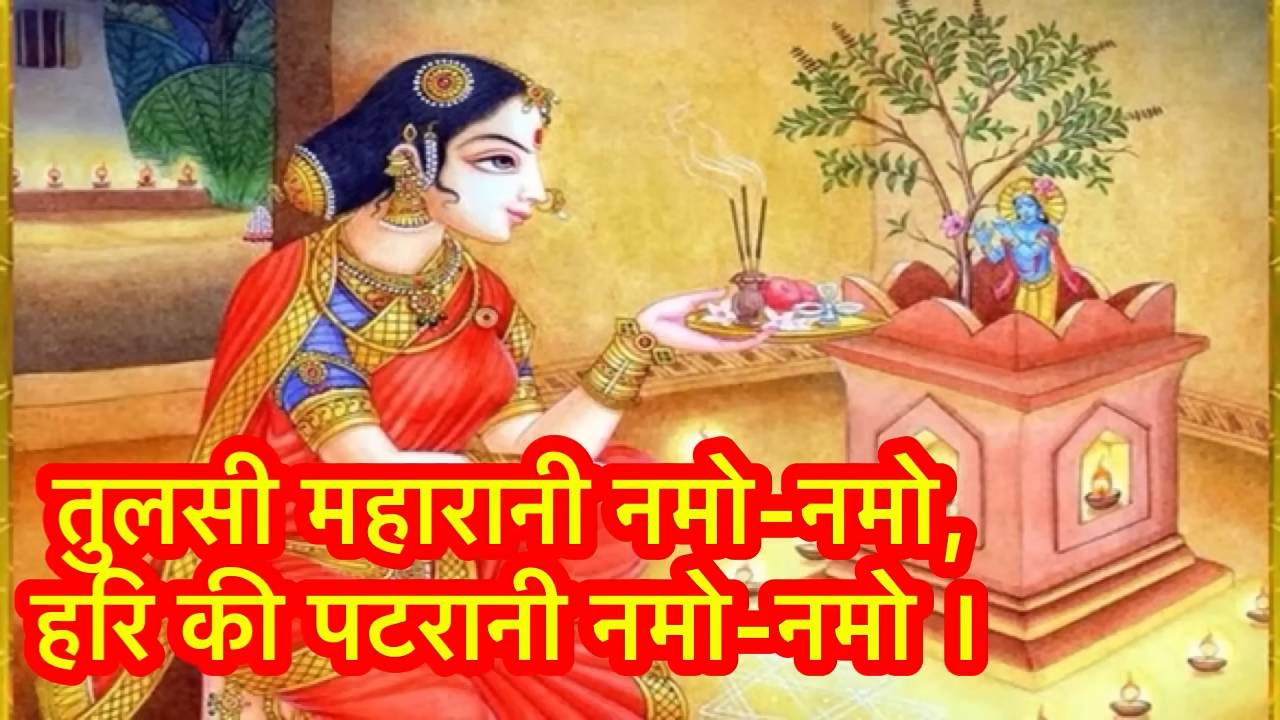 तुलसी महारानी नमो-नमो,
हरि की पटरानी नमो-नमो ।